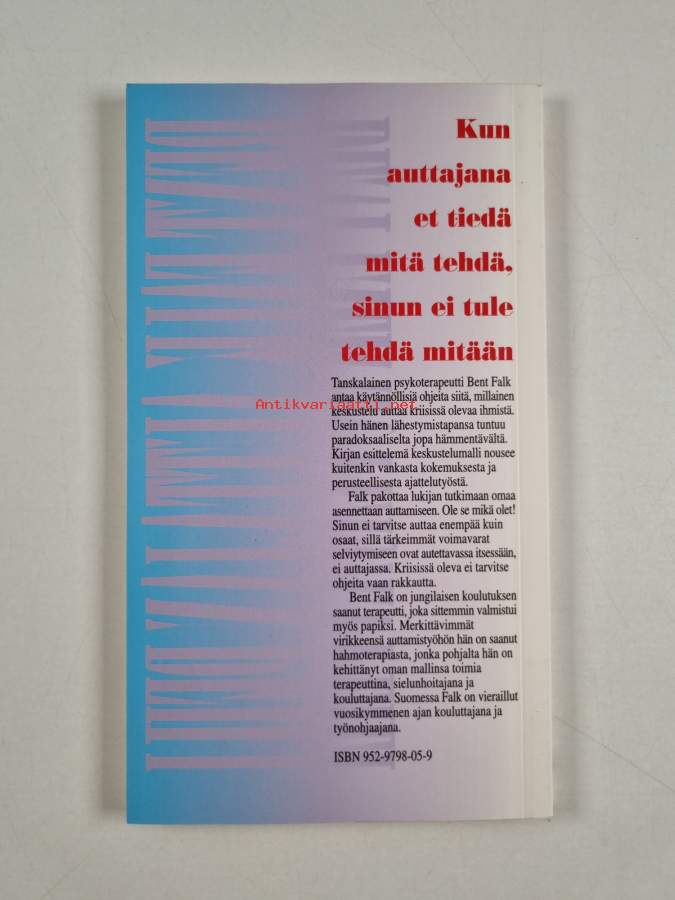 Kun
auttajana
et tiedä
mitä tehdä,
sinun ei tule
tehdä mitään
Tanskalainen psykoterapeutti Bent Falk
antaa käytännöllisiä ohjeita siitä, millainen
Antikvariaatti.net
keskustelu auttaa kriisissä olevaa ihmistä.
Usein hänen lähestymistapansa tuntuu
paradoksaaliselta jopa hämmentävältä.
Kirjan esittelemä keskustelumalli nousee
kuitenkin vankasta kokemuksesta ja
perusteellisesta ajattelutyöstä.
Falk pakottaa lukijan tutkimaan omaa
asennettaan auttamiseen. Ole se mikä olet!
Sinun ei tarvitse auttaa enempää kuin
osaat, sillä tärkeimmät voimavarat
selviytymiseen ovat autettavassa itsessään,
ei auttajassa. Kriisissä oleva ei tarvitse
ohjeita vaan rakkautta.
Bent Falk on jungilaisen koulutuksen
saanut terapeutti, joka sittemmin valmistui
myös papiksi. Merkittävimmät
virikkeensä auttamistyöhön hän on saanut
hahmoterapiasta, jonka pohjalta hän on
kehittänyt oman mallinsa toimia
terapeuttina, sielunhoitajana ja
kouluttajana. Suomessa Falk on vieraillut
vuosikymmenen ajan kouluttajana ja
työnohjaajana.
ISBN 952-9798-05-9